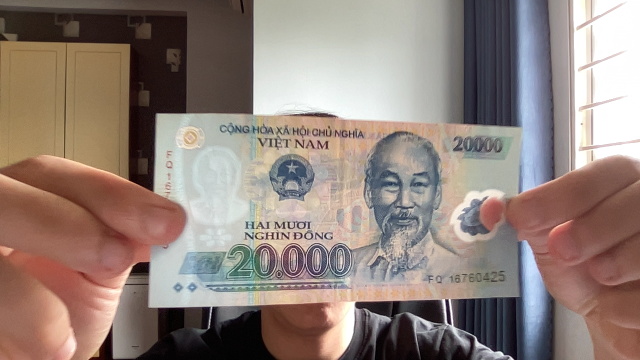 CỘNG HÒA XÃ HỘI CHỦ NGHĨA
VIỆT NAM
20000
HAI MƯƠI
NGHÌN ĐỒNG
20.000
FQ 16760425